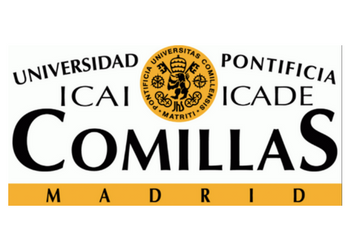 UNIVERSIDAD PONTIFICIA
PONTIFICIA UNIVERSITAS COMILLENSIS
MATRITI
ICAI ICADE
COMILLAS
MADRID